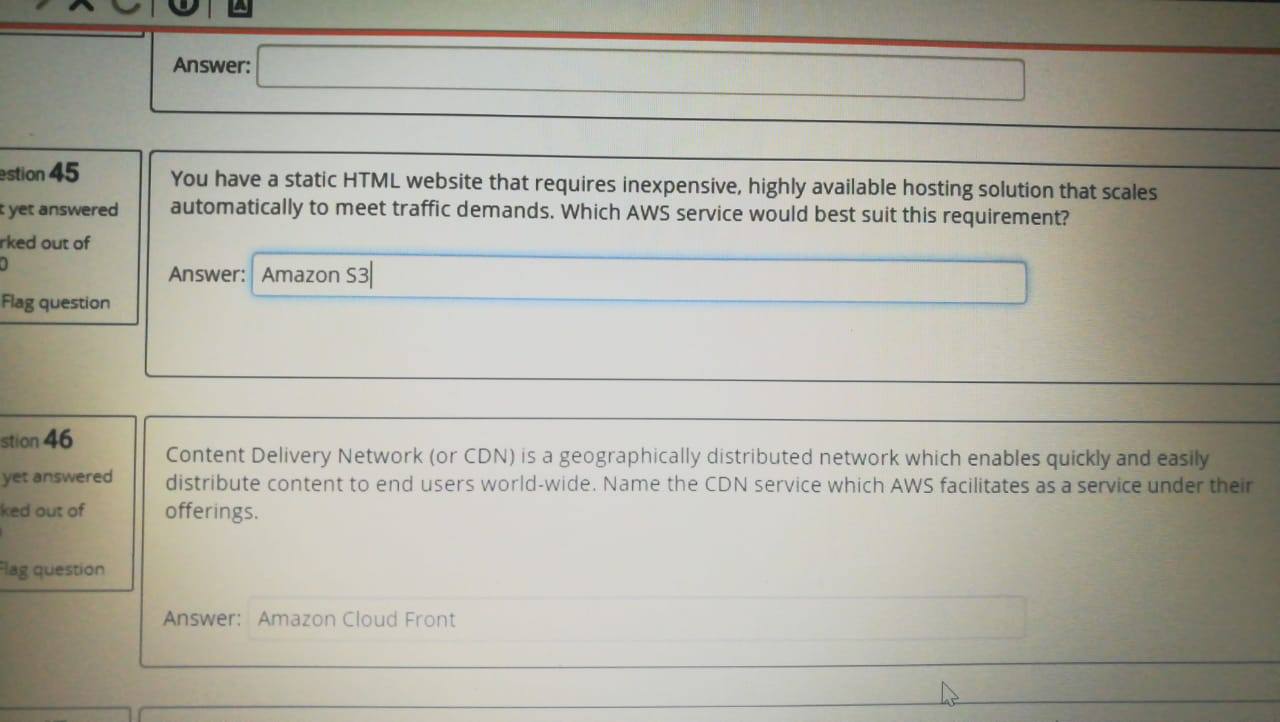 Answer:
estion 45
yet answered
rked out of
0
Flag question
You have a static HTML website that requires inexpensive, highly available hosting solution that scales
automatically to meet traffic demands. Which AWS service would best suit this requirement?
Answer: Amazon S3
stion 46
yet answered
ked out of
Flag question
Content Delivery Network (or CDN) is a geographically distributed network which enables quickly and easily
distribute content to end users world-wide. Name the CDN service which AWS facilitates as a service under their
offerings.
Answer: Amazon Cloud Front